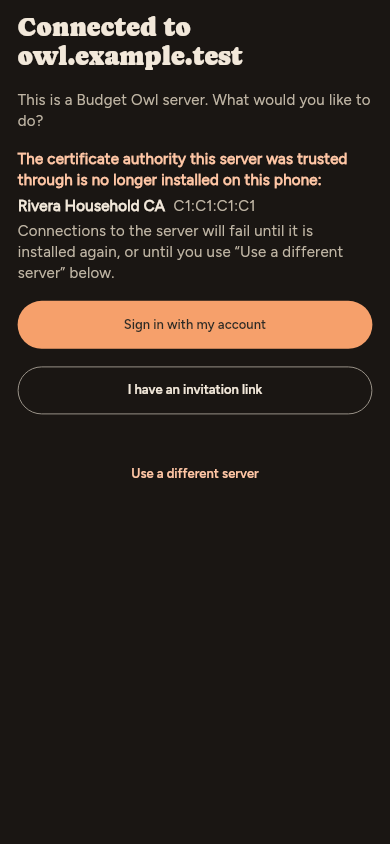 Connected to
owl.example.test
This is a Budget Owl server. What would you like to
do?
The certificate authority this server was trusted
through is no longer installed on this phone:
Rivera Household CA C1:C1:C1:C1
Connections to the server will fail until it is
installed again, or until you use “Use a different
server” below.
Sign in with my account
I have an invitation link
Use a different server